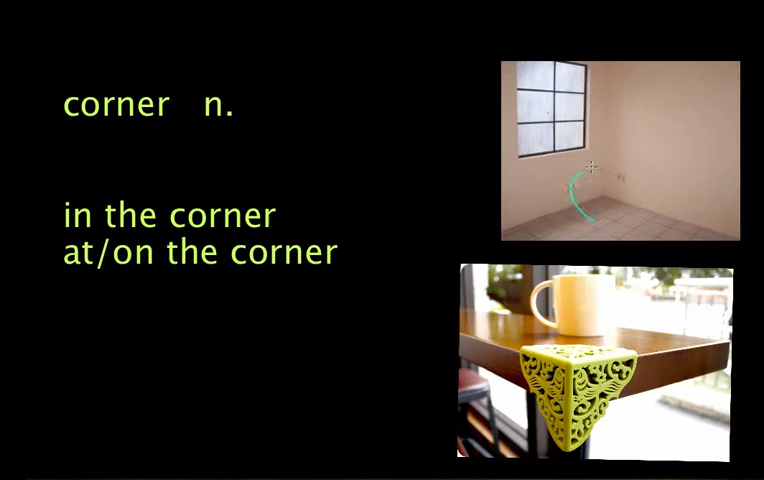 corner n.
in the corner
at/on the corner